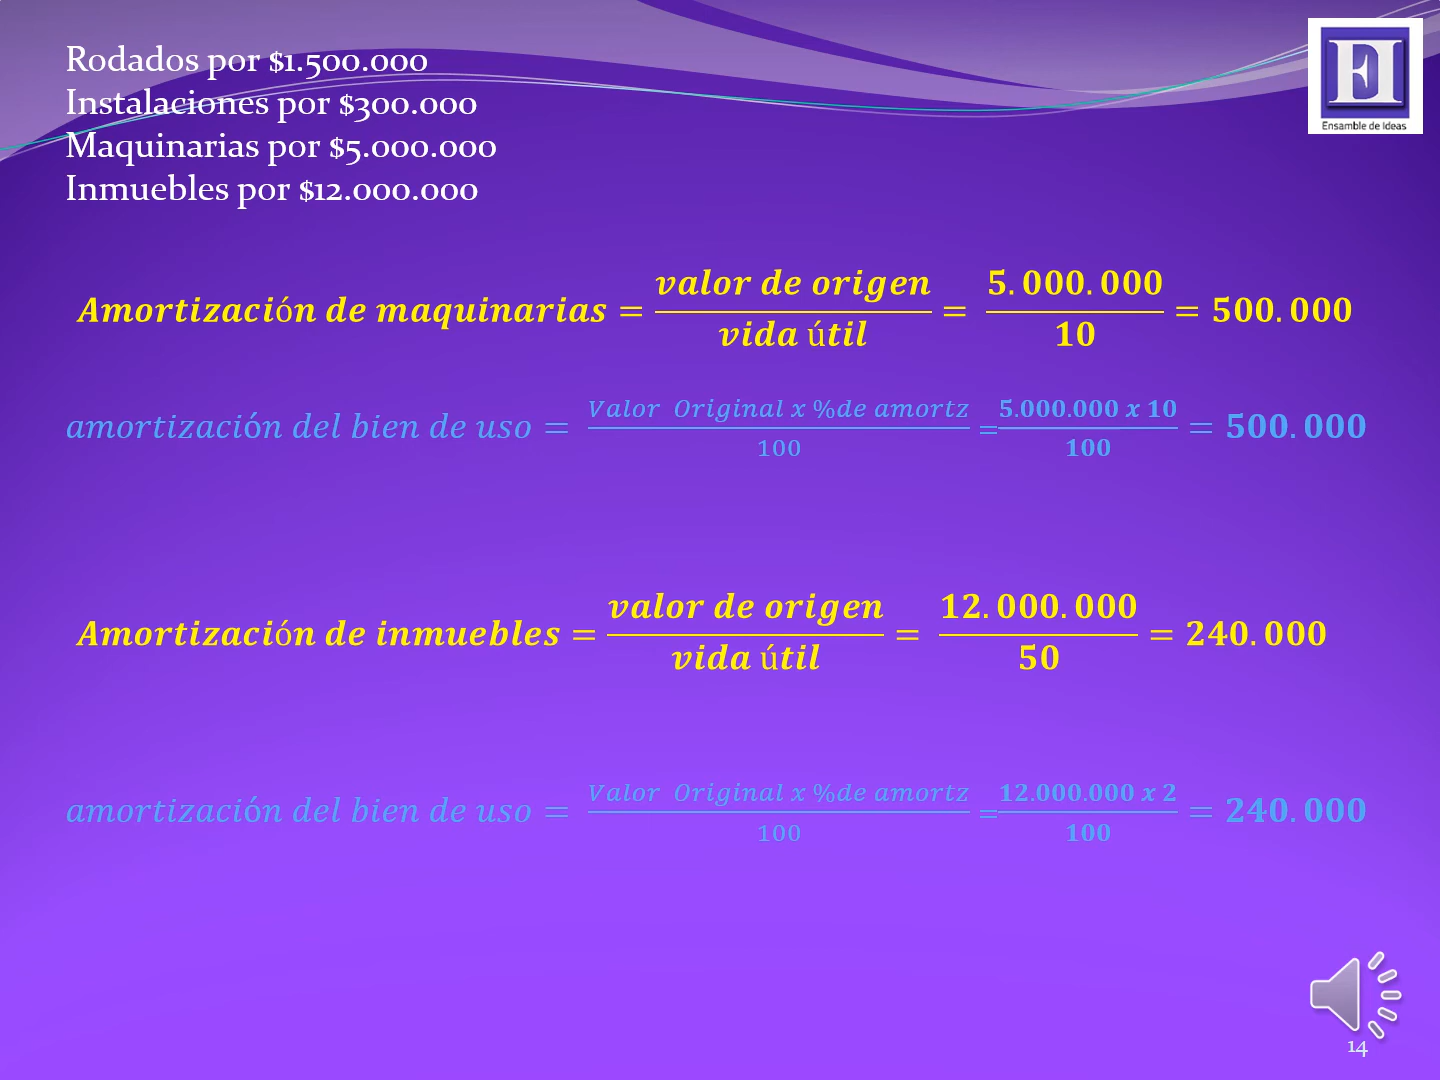 Rodados por $1.500.000
Instalaciones por $300.000
Maquinarias por $5.000.000
Inmuebles por $12.000.000
EI
Ensamble de Ideas
Amortización de maquinarias = valor de origen / vida útil = 5.000.000 / 10 = 500.000
amortización del bien de uso = Valor Original x %de amortz / 100 = 5.000.000 x 10 / 100 = 500.000
Amortización de inmuebles = valor de origen / vida útil = 12.000.000 / 50 = 240.000
amortización del bien de uso = Valor Original x %de amortz / 100 = 12.000.000 x 2 / 100 = 240.000
14